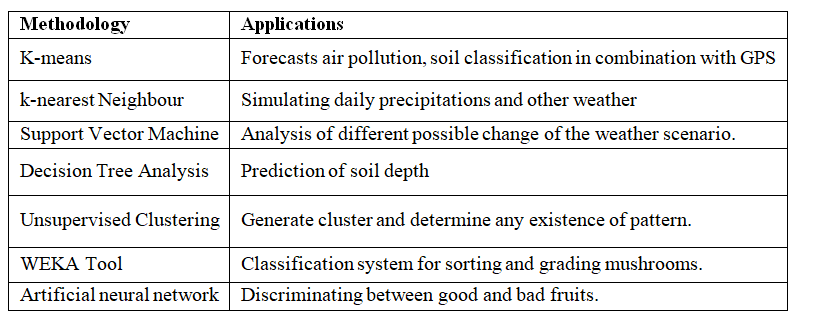 Methodology Applications
K-means Forecasts air pollution, soil classification in combination with GPS
k-nearest Neighbour Simulating daily precipitations and other weather
Support Vector Machine Analysis of different possible change of the weather scenario.
Decision Tree Analysis Prediction of soil depth
Unsupervised Clustering Generate cluster and determine any existence of pattern.
WEKA Tool Classification system for sorting and grading mushrooms.
Artificial neural network Discriminating between good and bad fruits.